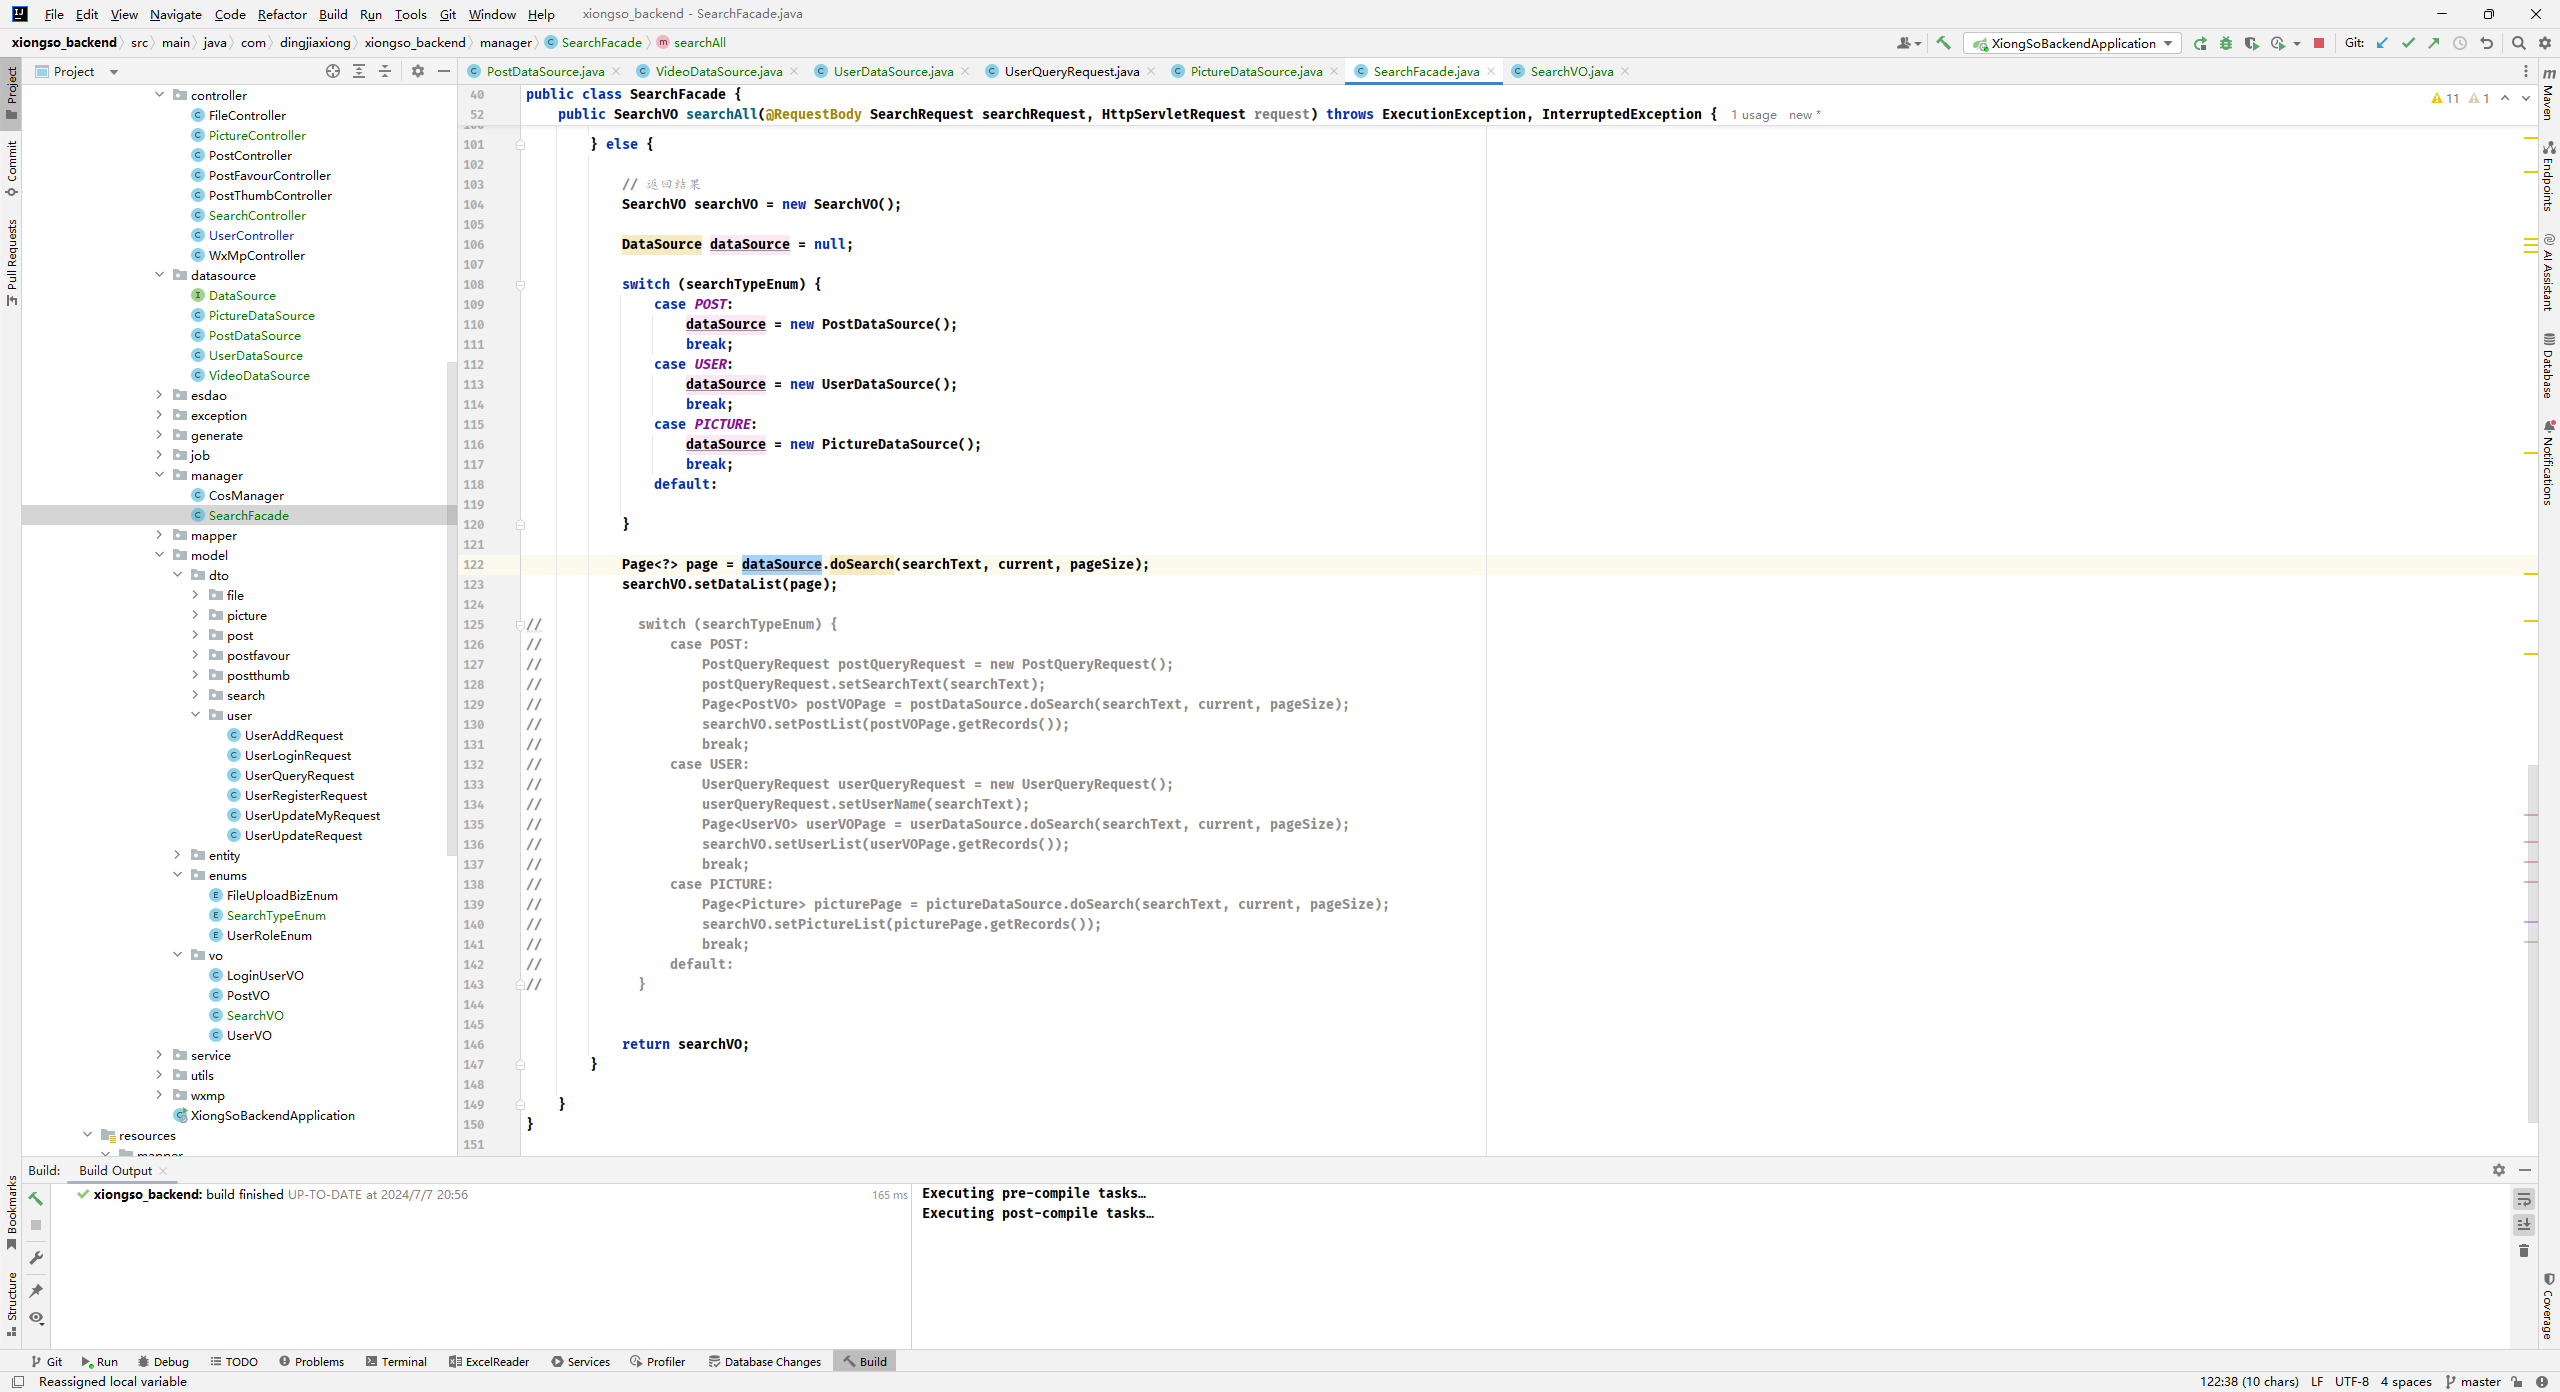 File Edit View Navigate Code Refactor Build Run Tools Git Window Help xiongso_backend - SearchFacade.java
xiongso_backend src main java com dingjiaxiong xiongso_backend manager SearchFacade searchAll XiongSoBackendApplication Git:
Project PostDataSource.java VideoDataSource.java UserDataSource.java UserQueryRequest.java PictureDataSource.java SearchFacade.java SearchVO.java
Project
Commit
Pull Requests
Bookmarks
Structure
controller
FileController
PictureController
PostController
PostFavourController
PostThumbController
SearchController
UserController
WxMpController
datasource
DataSource
PictureDataSource
PostDataSource
UserDataSource
VideoDataSource
esdao
exception
generate
job
manager
CosManager
SearchFacade
mapper
model
dto
file
picture
post
postfavour
postthumb
search
user
UserAddRequest
UserLoginRequest
UserQueryRequest
UserRegisterRequest
UserUpdateMyRequest
UserUpdateRequest
entity
enums
FileUploadBizEnum
SearchTypeEnum
UserRoleEnum
vo
LoginUserVO
PostVO
SearchVO
UserVO
service
utils
wxmp
XiongSoBackendApplication
resources
mapper
40 public class SearchFacade {
52 public SearchVO searchAll(@RequestBody SearchRequest searchRequest, HttpServletRequest request) throws ExecutionException, InterruptedException { 1 usage new *
11 1
101 } else {
102
103 // 返回结果
104 SearchVO searchVO = new SearchVO();
105
106 DataSource dataSource = null;
107
108 switch (searchTypeEnum) {
109 case POST:
110 dataSource = new PostDataSource();
111 break;
112 case USER:
113 dataSource = new UserDataSource();
114 break;
115 case PICTURE:
116 dataSource = new PictureDataSource();
117 break;
118 default:
119
120 }
121
122 Page<?> page = dataSource.doSearch(searchText, current, pageSize);
123 searchVO.setDataList(page);
124
125 // switch (searchTypeEnum) {
126 // case POST:
127 // PostQueryRequest postQueryRequest = new PostQueryRequest();
128 // postQueryRequest.setSearchText(searchText);
129 // Page<PostVO> postVOPage = postDataSource.doSearch(searchText, current, pageSize);
130 // searchVO.setPostList(postVOPage.getRecords());
131 // break;
132 // case USER:
133 // UserQueryRequest userQueryRequest = new UserQueryRequest();
134 // userQueryRequest.setUserName(searchText);
135 // Page<UserVO> userVOPage = userDataSource.doSearch(searchText, current, pageSize);
136 // searchVO.setUserList(userVOPage.getRecords());
137 // break;
138 // case PICTURE:
139 // Page<Picture> picturePage = pictureDataSource.doSearch(searchText, current, pageSize);
140 // searchVO.setPictureList(picturePage.getRecords());
141 // break;
142 // default:
143 // }
144
145
146 return searchVO;
147 }
148
149 }
150 }
151
Maven
Endpoints
AI Assistant
Database
Notifications
Coverage
Build: Build Output
xiongso_backend: build finished UP-TO-DATE at 2024/7/7 20:56 165 ms
Executing pre-compile tasks…
Executing post-compile tasks…
Git Run Debug TODO Problems Terminal ExcelReader Services Profiler Database Changes Build
Reassigned local variable 122:38 (10 chars) LF UTF-8 4 spaces master